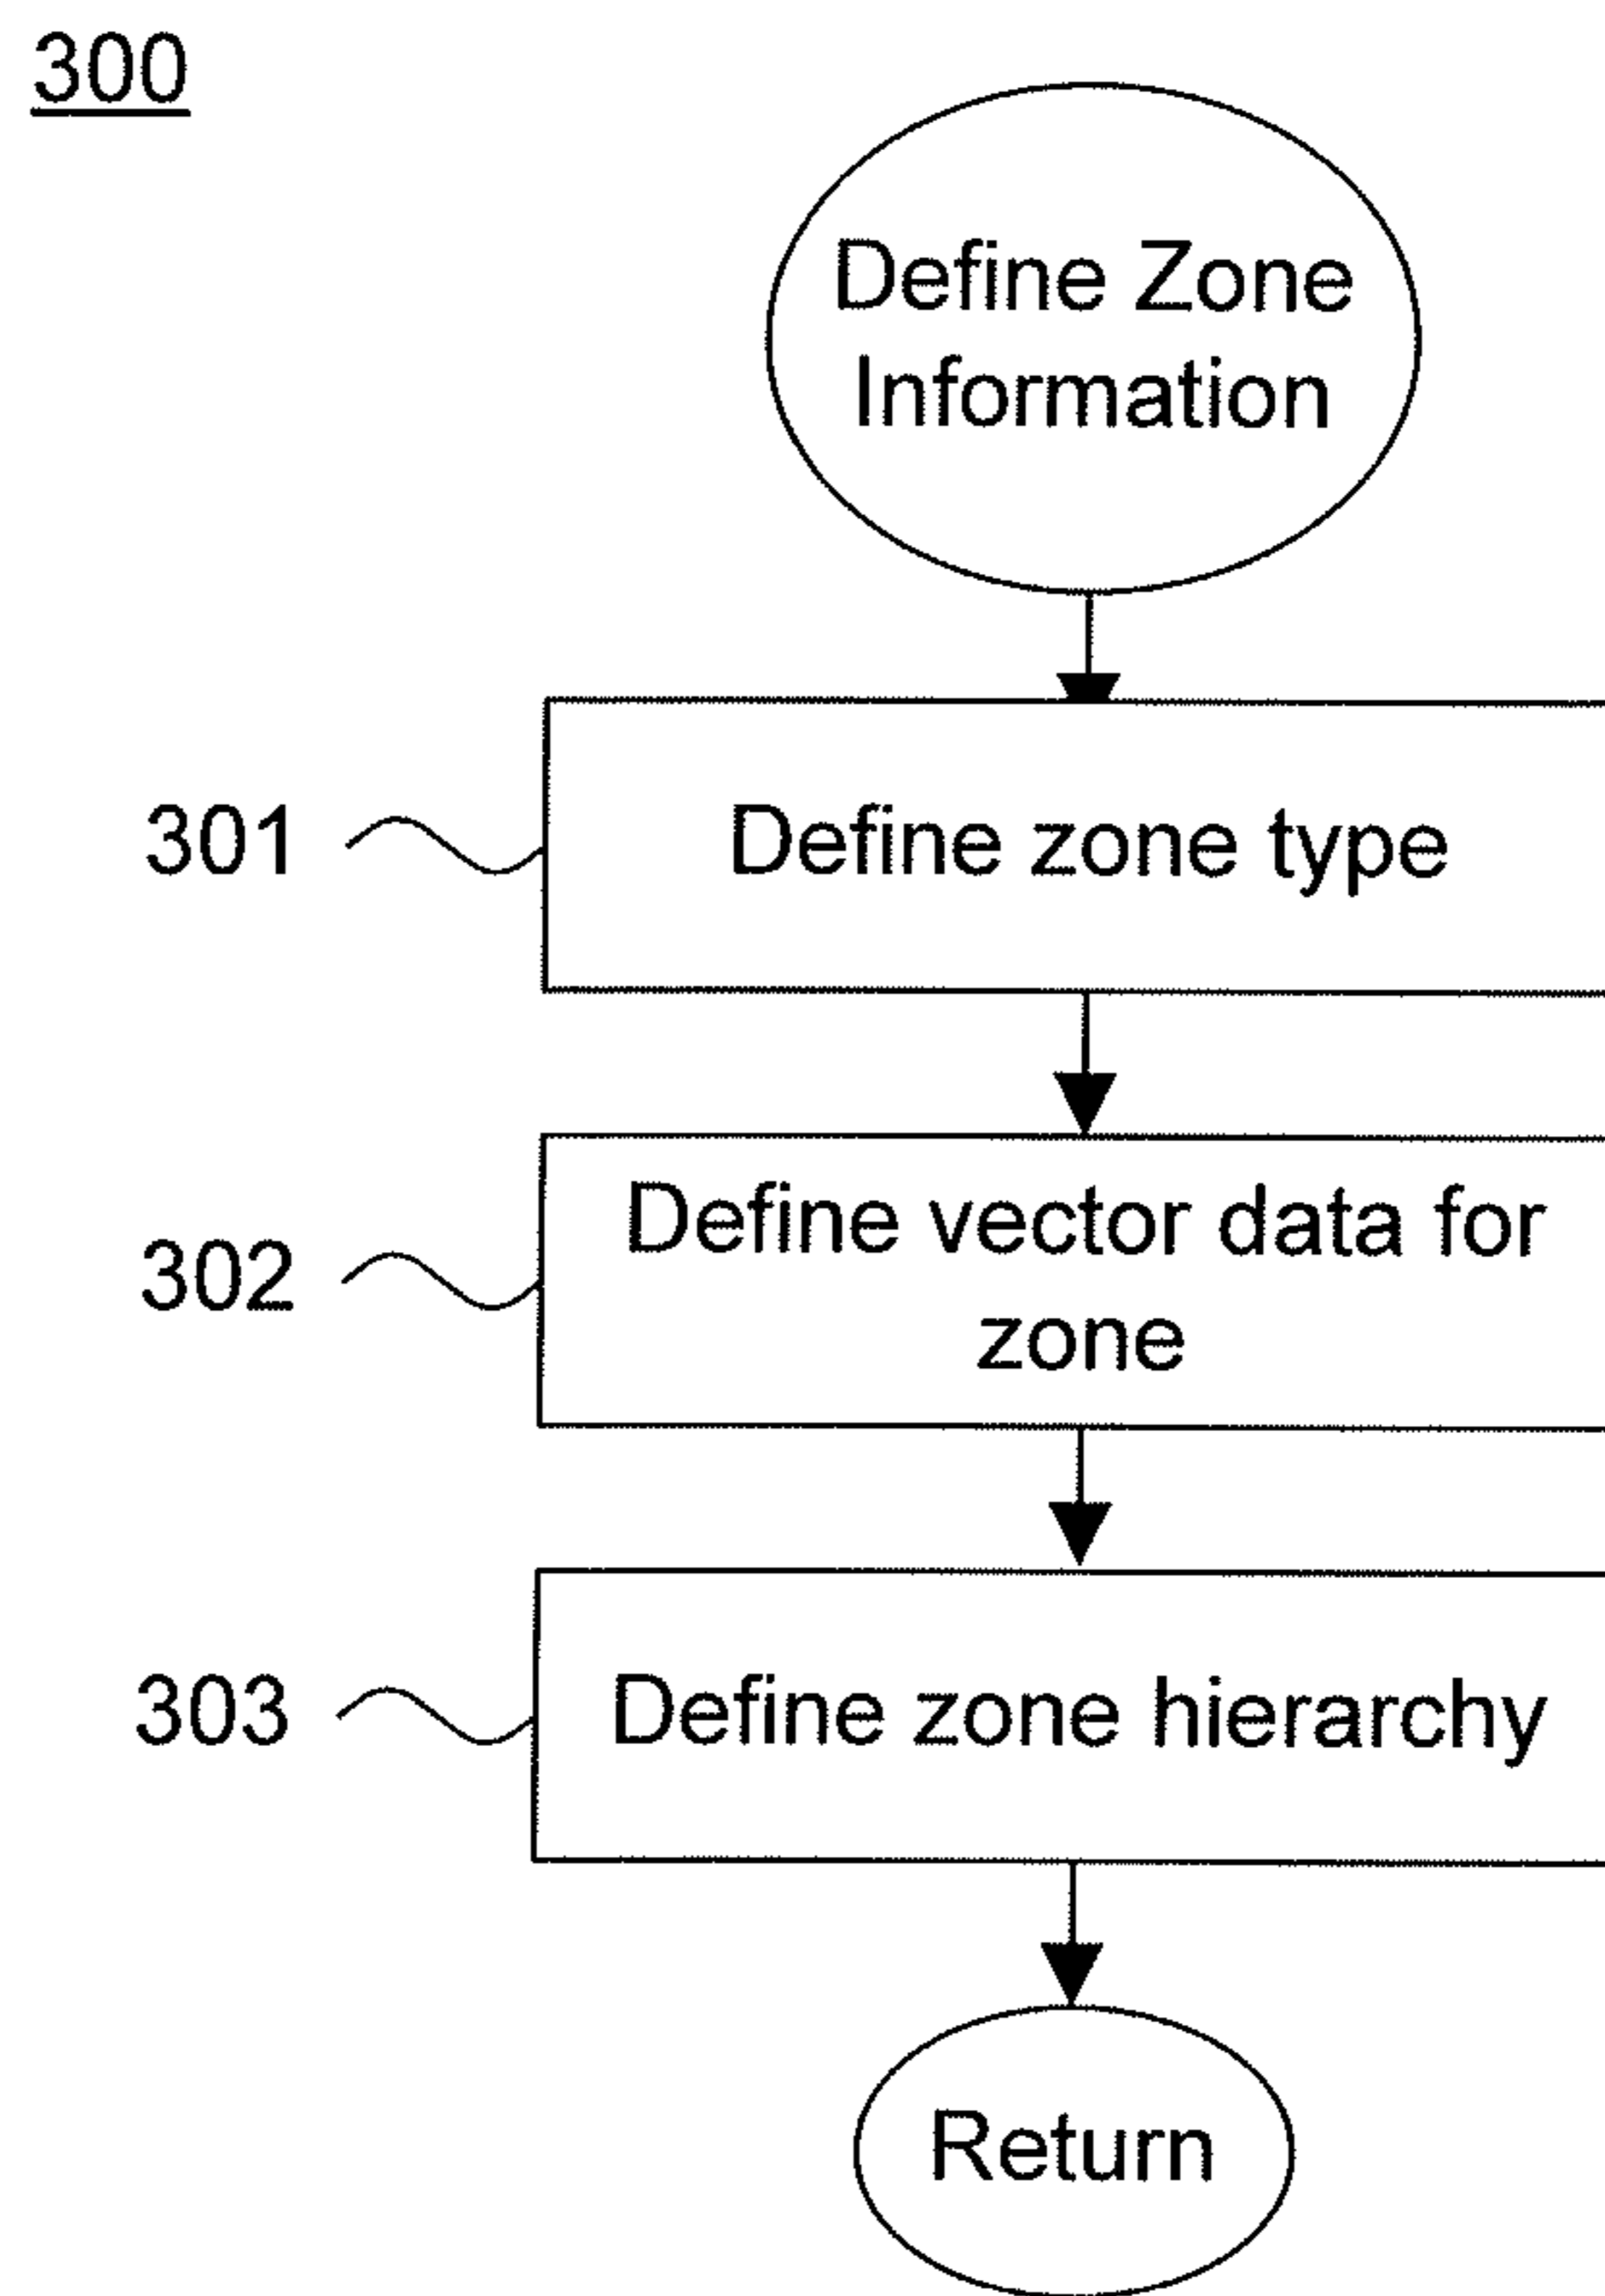 300
Define Zone
Information
301
Define zone type
302
Define vector data for
zone
303
Define zone hierarchy
Return